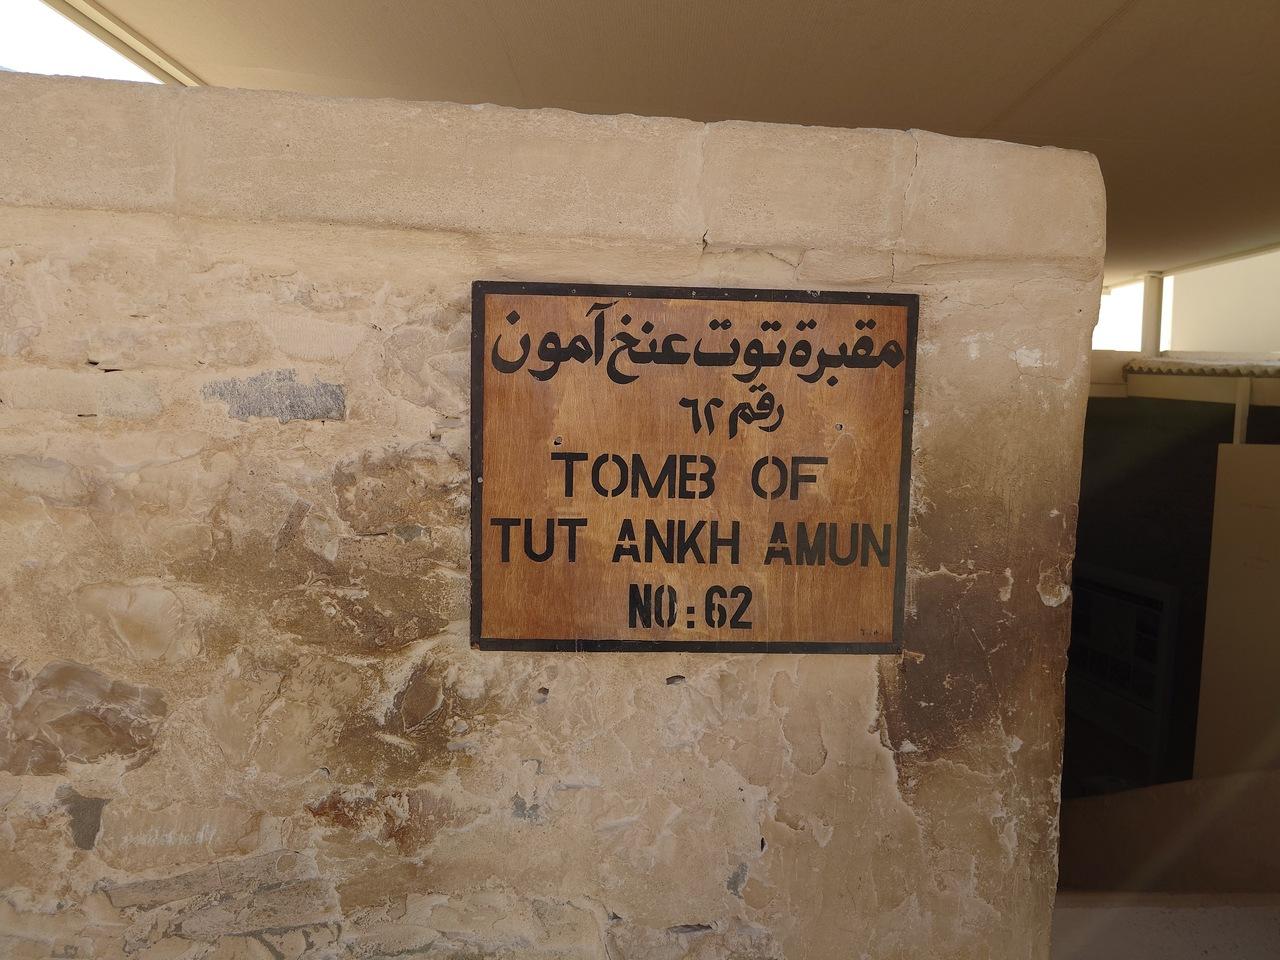 مقبرة توت عنخ آمون
رقم ٦٢
TOMB OF
TUT ANKH AMUN
NO: 62